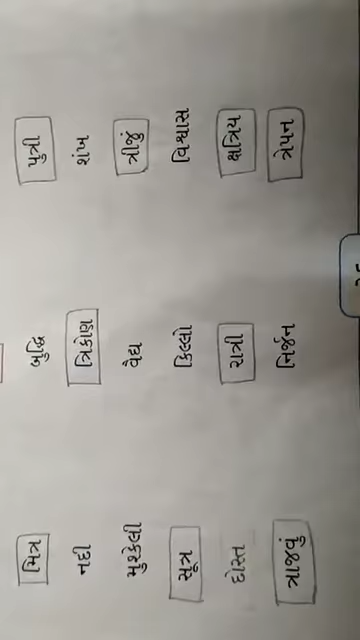 મિત્ર બુદ્ધિ પુત્રી
નદી ત્રિકોણ શંખ
મુશ્કેલી વૈદ્ય ત્રીજું
સૂત્ર કિલ્લો વિશ્વાસ
દોસ્ત રાત્રી ક્ષત્રિય
ત્રાજવું નિર્જન ત્રેપન